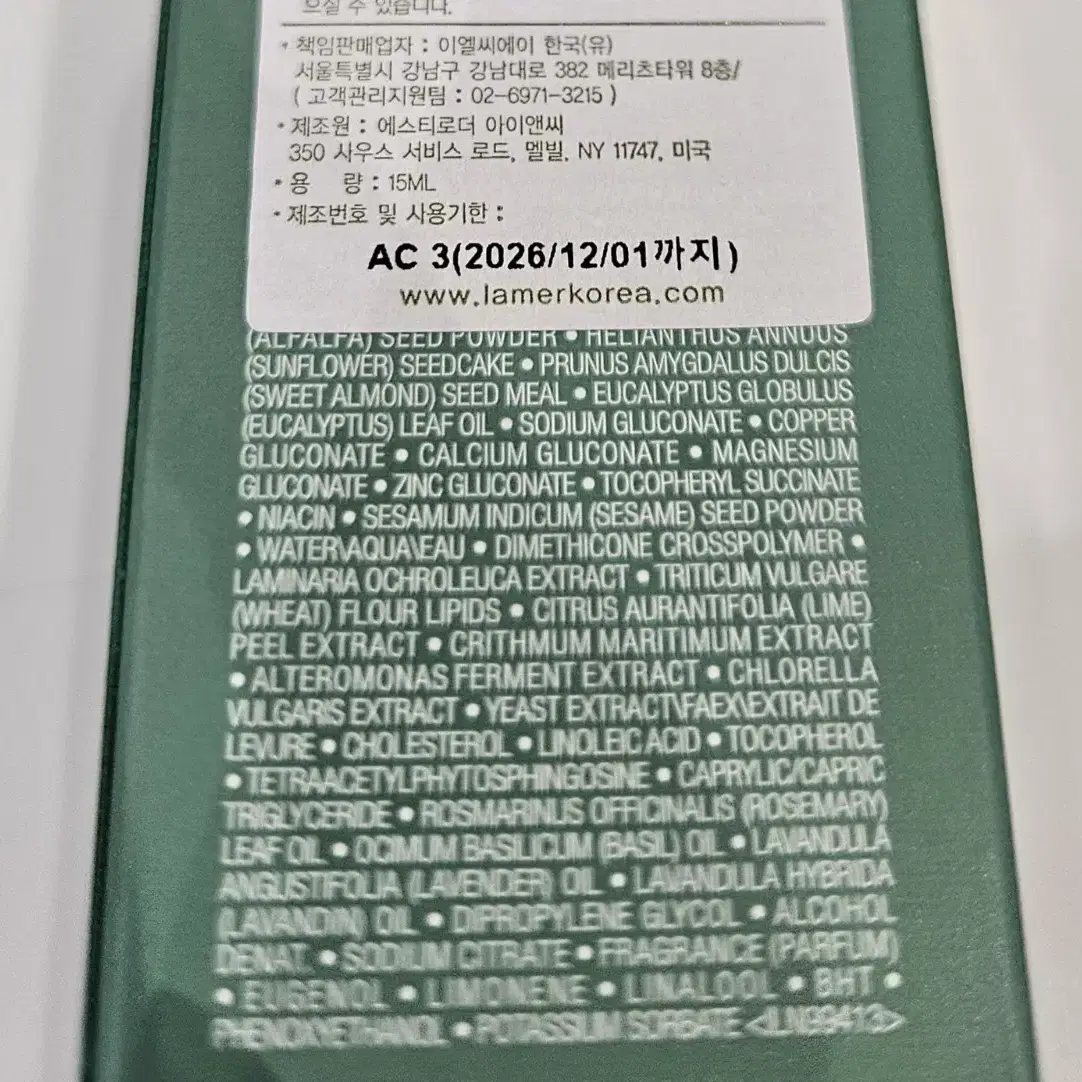 으실 수 있습니다.
• 책임판매업자 : 이엘씨에이 한국(유)
서울특별시 강남구 강남대로 382 메리츠타워 8층/
( 고객관리지원팀 : 02-6971-3215 )
• 제조원 : 에스티로더 아이앤씨
350 사우스 서비스 로드, 멜빌, NY 11747, 미국
• 용 량 : 15ML
• 제조번호 및 사용기한 :
AC 3(2026/12/01까지)
www.lamerkorea.com
(ALFALFA) SEED POWDER • HELIANTHUS ANNUUS
(SUNFLOWER) SEEDCAKE • PRUNUS AMYGDALUS DULCIS
(SWEET ALMOND) SEED MEAL • EUCALYPTUS GLOBULUS
(EUCALYPTUS) LEAF OIL • SODIUM GLUCONATE • COPPER
GLUCONATE • CALCIUM GLUCONATE • MAGNESIUM
GLUCONATE • ZINC GLUCONATE • TOCOPHERYL SUCCINATE
• NIACIN • SESAMUM INDICUM (SESAME) SEED POWDER
• WATER\AQUA\EAU • DIMETHICONE CROSSPOLYMER •
LAMINARIA OCHROLEUCA EXTRACT • TRITICUM VULGARE
(WHEAT) FLOUR LIPIDS • CITRUS AURANTIFOLIA (LIME)
PEEL EXTRACT • CRITHMUM MARITIMUM EXTRACT
• ALTEROMONAS FERMENT EXTRACT • CHLORELLA
VULGARIS EXTRACT • YEAST EXTRACT\FAEX\EXTRAIT DE
LEVURE • CHOLESTEROL • LINOLEIC ACID • TOCOPHEROL
• TETRAACETYLPHYTOSPHINGOSINE • CAPRYLIC/CAPRIC
TRIGLYCERIDE • ROSMARINUS OFFICINALIS (ROSEMARY)
LEAF OIL • OCIMUM BASILICUM (BASIL) OIL • LAVANDULA
ANGUSTIFOLIA (LAVENDER) OIL • LAVANDULA HYBRIDA
(LAVANDIN) OIL • DIPROPYLENE GLYCOL • ALCOHOL
DENAT. • SODIUM CITRATE • FRAGRANCE (PARFUM)
• EUGENOL • LIMONENE • LINALOOL • BHT •
PHENOXYETHANOL • POTASSIUM SORBATE <ILN99413>